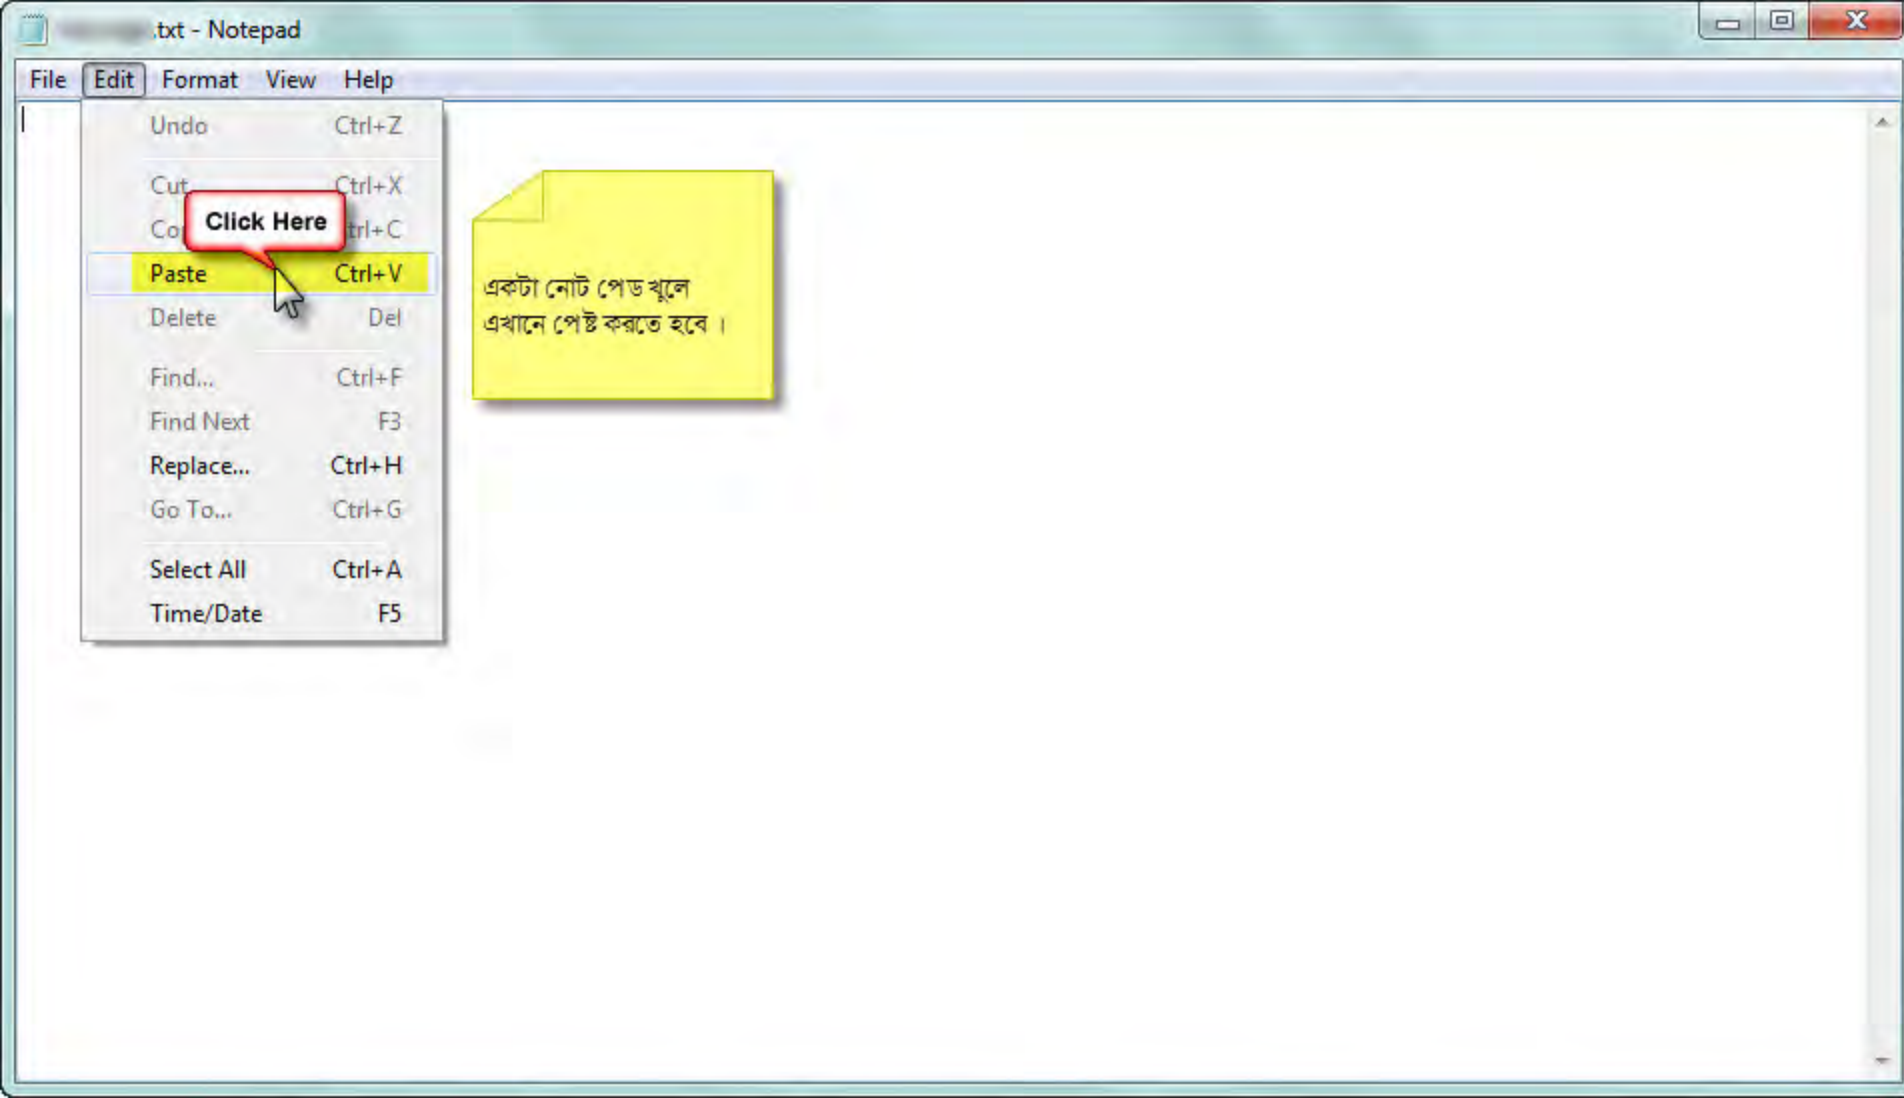 .txt - Notepad
File Edit Format View Help
Undo Ctrl+Z
Cut Ctrl+X
Click Here
Paste Ctrl+V
Delete Del
Find... Ctrl+F
Find Next F3
Replace... Ctrl+H
Go To... Ctrl+G
Select All Ctrl+A
Time/Date F5
একটা নোট পেড খুলে
এখানে পেষ্ট করতে হবে ।